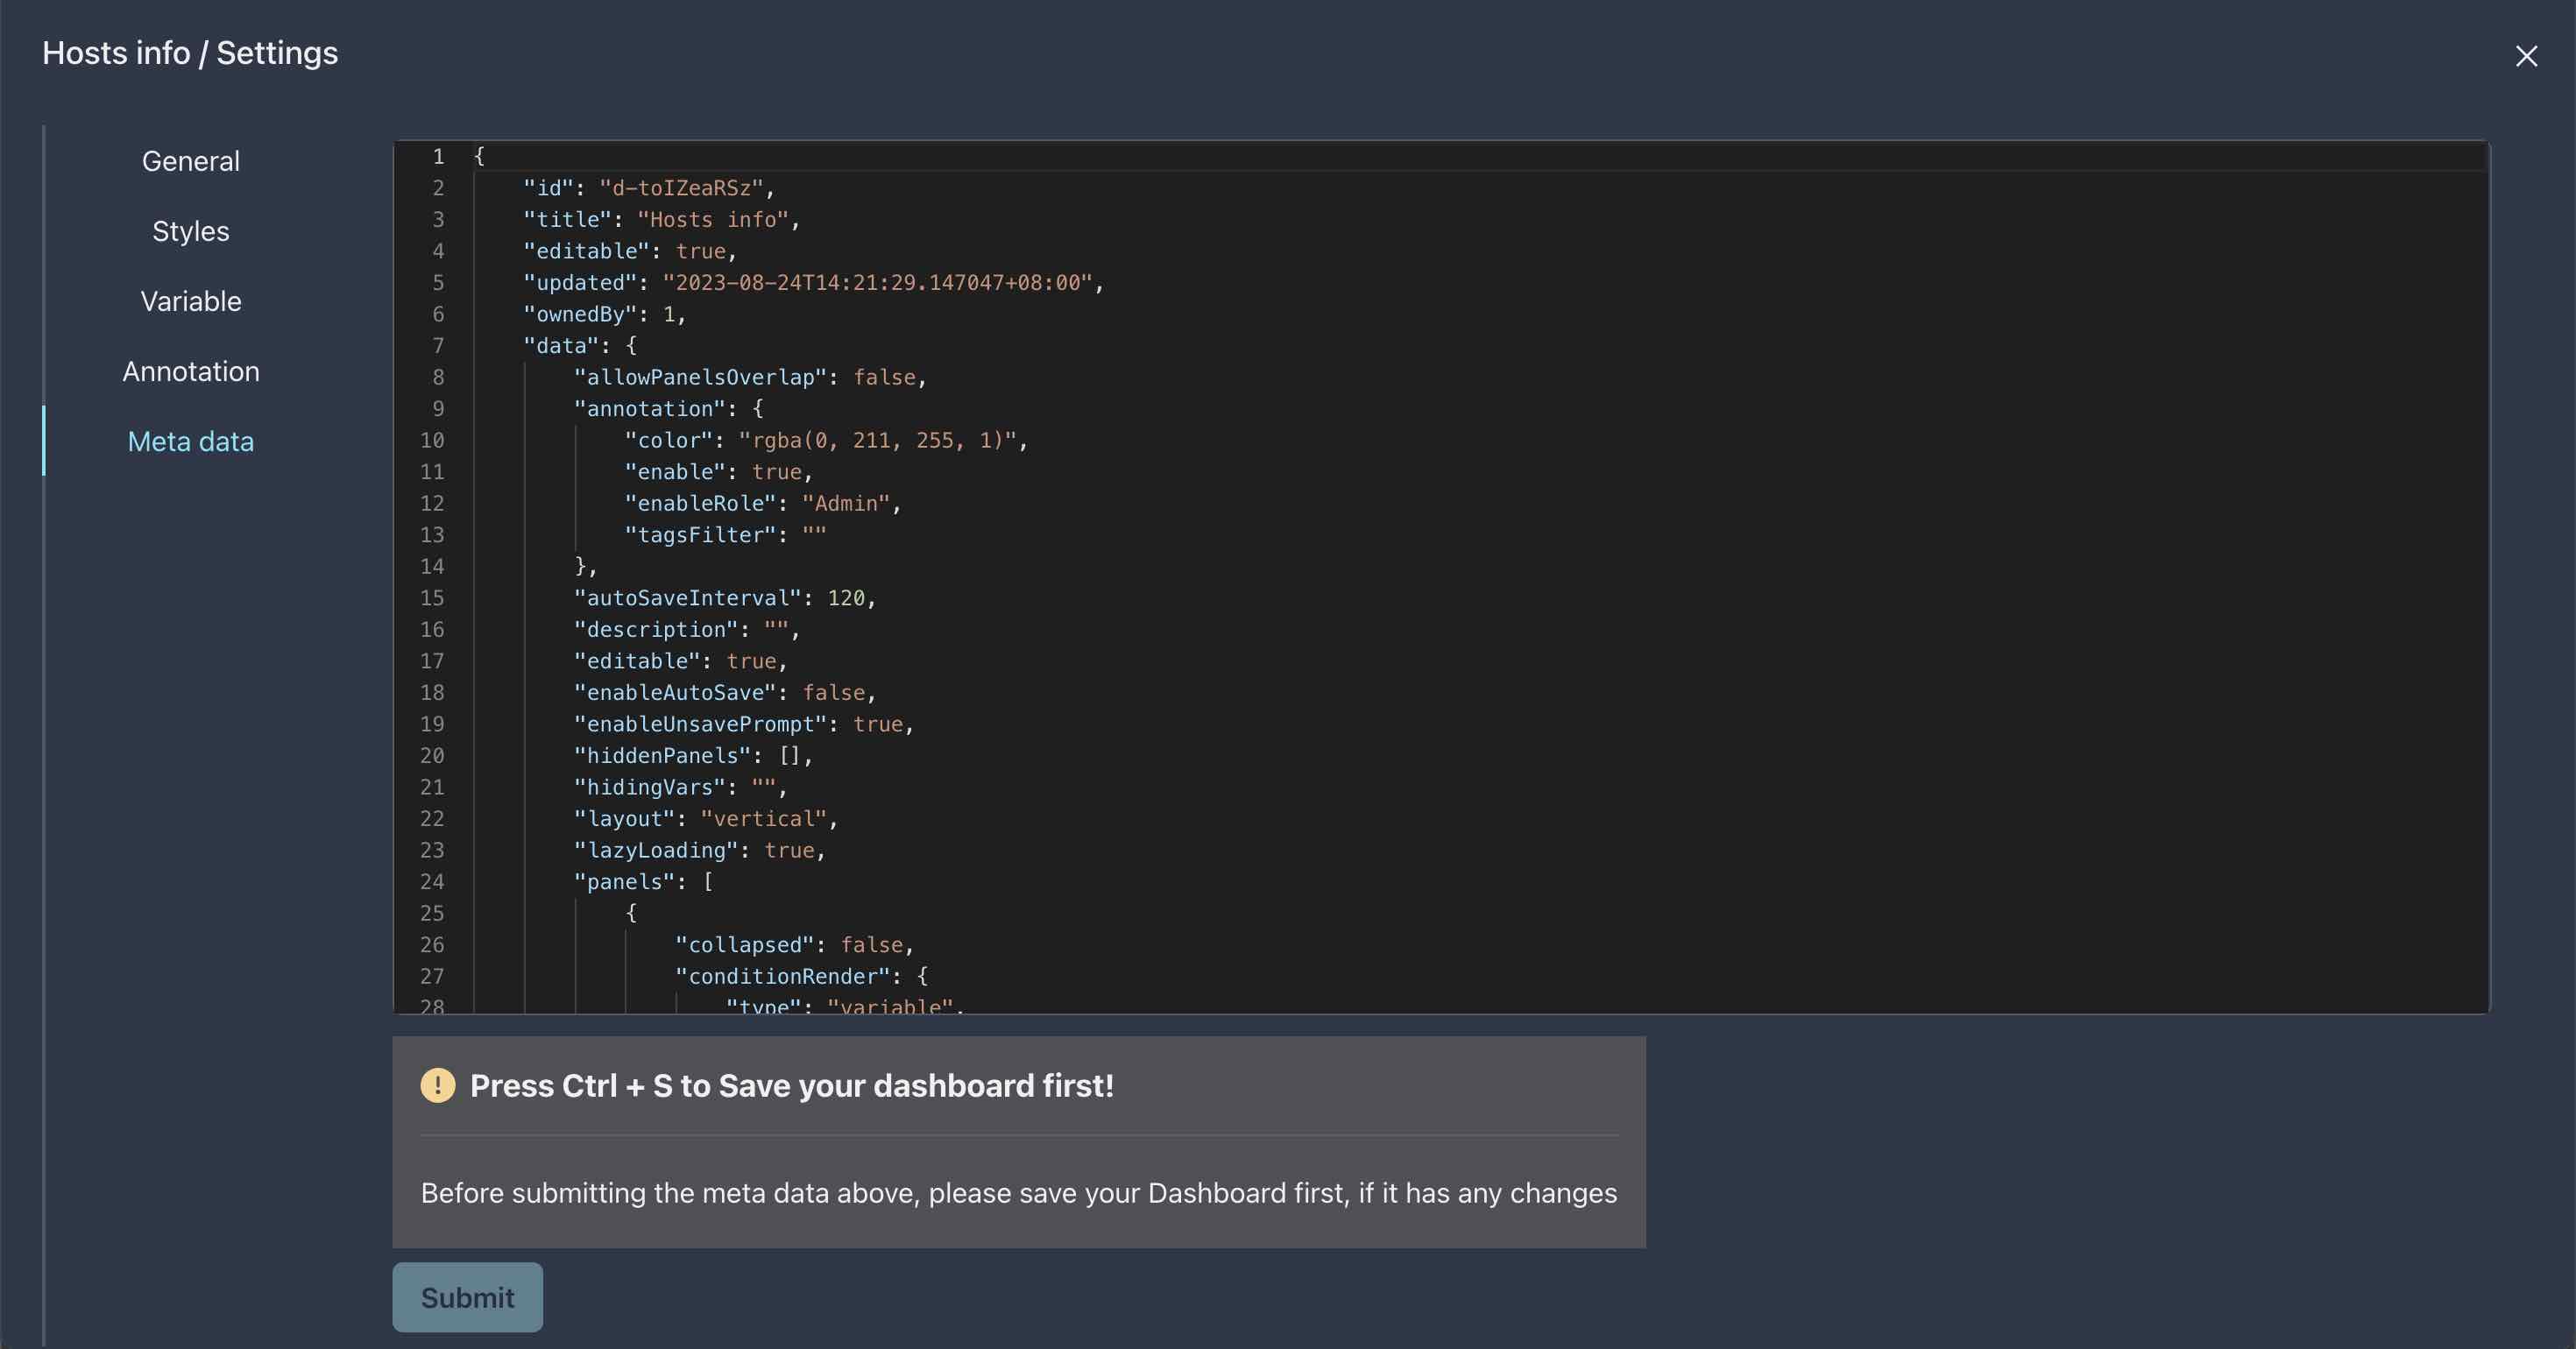 Hosts info / Settings
General
Styles
Variable
Annotation
Meta data
1 {
2 "id": "d-toIZeaRSz",
3 "title": "Hosts info",
4 "editable": true,
5 "updated": "2023-08-24T14:21:29.147047+08:00",
6 "ownedBy": 1,
7 "data": {
8 "allowPanelsOverlap": false,
9 "annotation": {
10 "color": "rgba(0, 211, 255, 1)",
11 "enable": true,
12 "enableRole": "Admin",
13 "tagsFilter": ""
14 },
15 "autoSaveInterval": 120,
16 "description": "",
17 "editable": true,
18 "enableAutoSave": false,
19 "enableUnsavePrompt": true,
20 "hiddenPanels": [],
21 "hidingVars": "",
22 "layout": "vertical",
23 "lazyLoading": true,
24 "panels": [
25 {
26 "collapsed": false,
27 "conditionRender": {
28 "type": "variable",
Press Ctrl + S to Save your dashboard first!
Before submitting the meta data above, please save your Dashboard first, if it has any changes
Submit